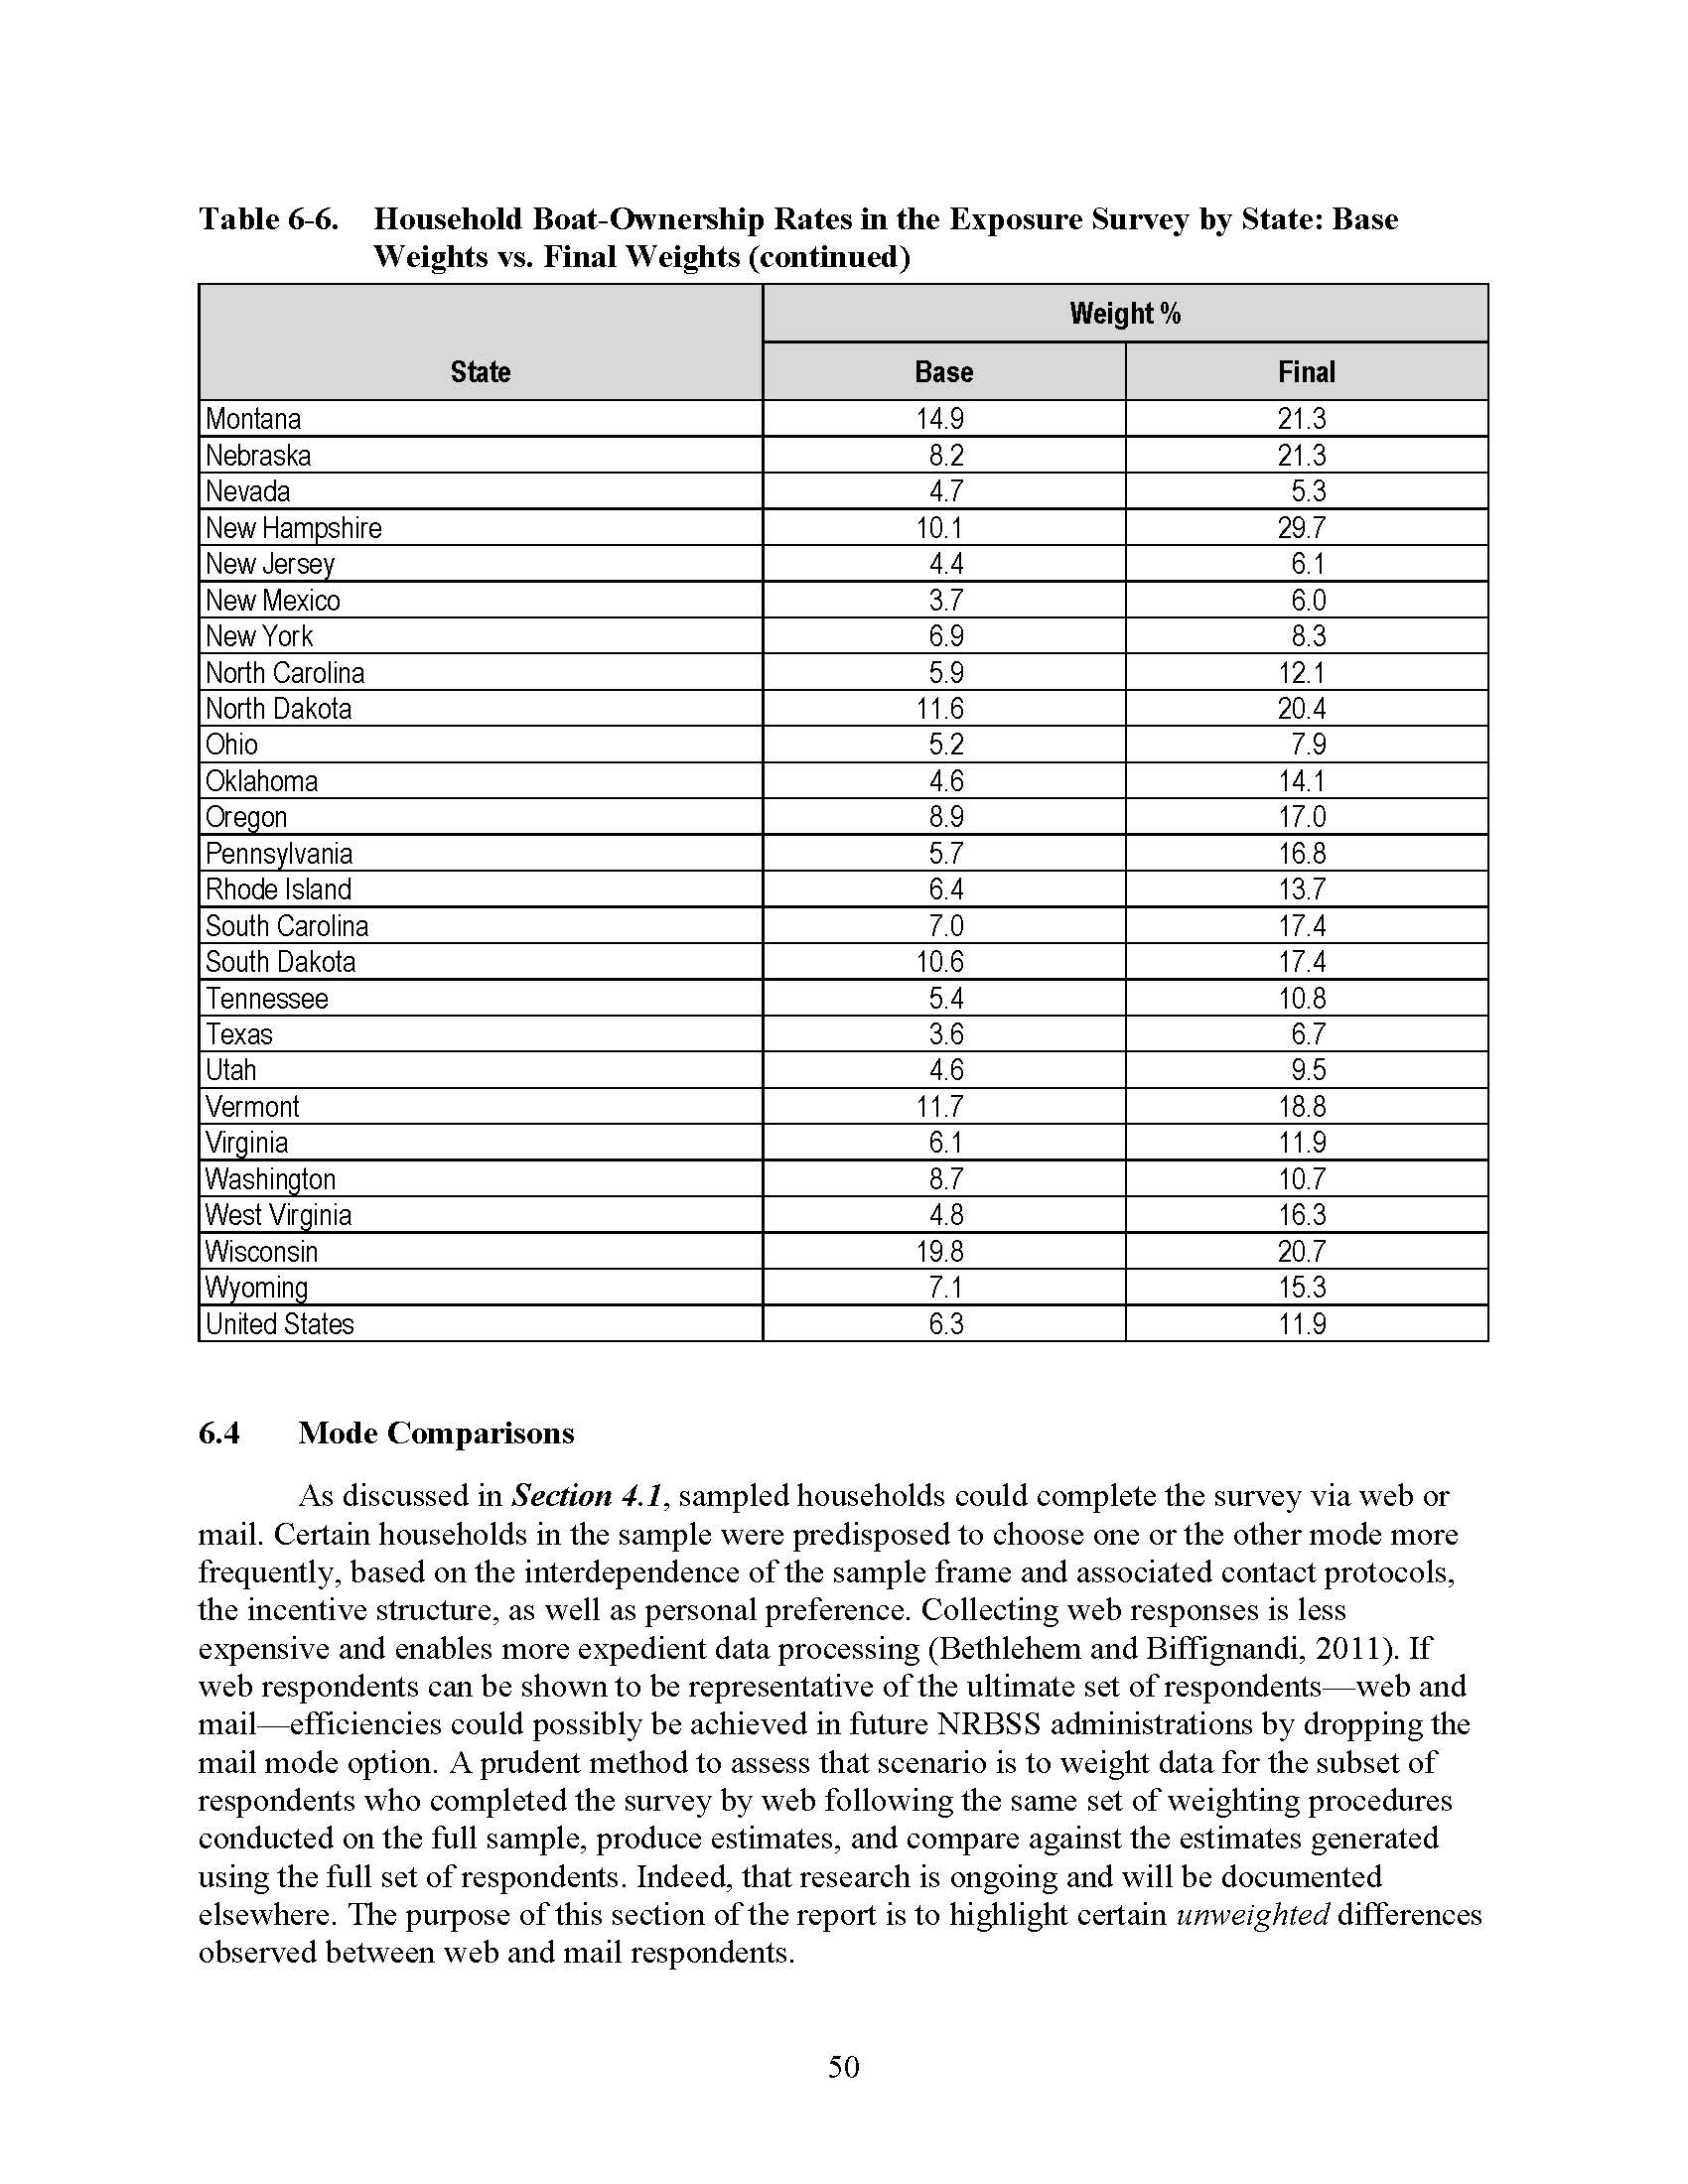 Table 6-6. Household Boat-Ownership Rates in the Exposure Survey by State: Base
Weights vs. Final Weights (continued)
Weight %
State Base Final
Montana 14.9 21.3
Nebraska 8.2 21.3
Nevada 4.7 5.3
New Hampshire 10.1 29.7
New Jersey 4.4 6.1
New Mexico 3.7 6.0
New York 6.9 8.3
North Carolina 5.9 12.1
North Dakota 11.6 20.4
Ohio 5.2 7.9
Oklahoma 4.6 14.1
Oregon 8.9 17.0
Pennsylvania 5.7 16.8
Rhode Island 6.4 13.7
South Carolina 7.0 17.4
South Dakota 10.6 17.4
Tennessee 5.4 10.8
Texas 3.6 6.7
Utah 4.6 9.5
Vermont 11.7 18.8
Virginia 6.1 11.9
Washington 8.7 10.7
West Virginia 4.8 16.3
Wisconsin 19.8 20.7
Wyoming 7.1 15.3
United States 6.3 11.9
6.4 Mode Comparisons
As discussed in Section 4.1, sampled households could complete the survey via web or
mail. Certain households in the sample were predisposed to choose one or the other mode more
frequently, based on the interdependence of the sample frame and associated contact protocols,
the incentive structure, as well as personal preference. Collecting web responses is less
expensive and enables more expedient data processing (Bethlehem and Biffignandi, 2011). If
web respondents can be shown to be representative of the ultimate set of respondents—web and
mail—efficiencies could possibly be achieved in future NRBSS administrations by dropping the
mail mode option. A prudent method to assess that scenario is to weight data for the subset of
respondents who completed the survey by web following the same set of weighting procedures
conducted on the full sample, produce estimates, and compare against the estimates generated
using the full set of respondents. Indeed, that research is ongoing and will be documented
elsewhere. The purpose of this section of the report is to highlight certain unweighted differences
observed between web and mail respondents.
50